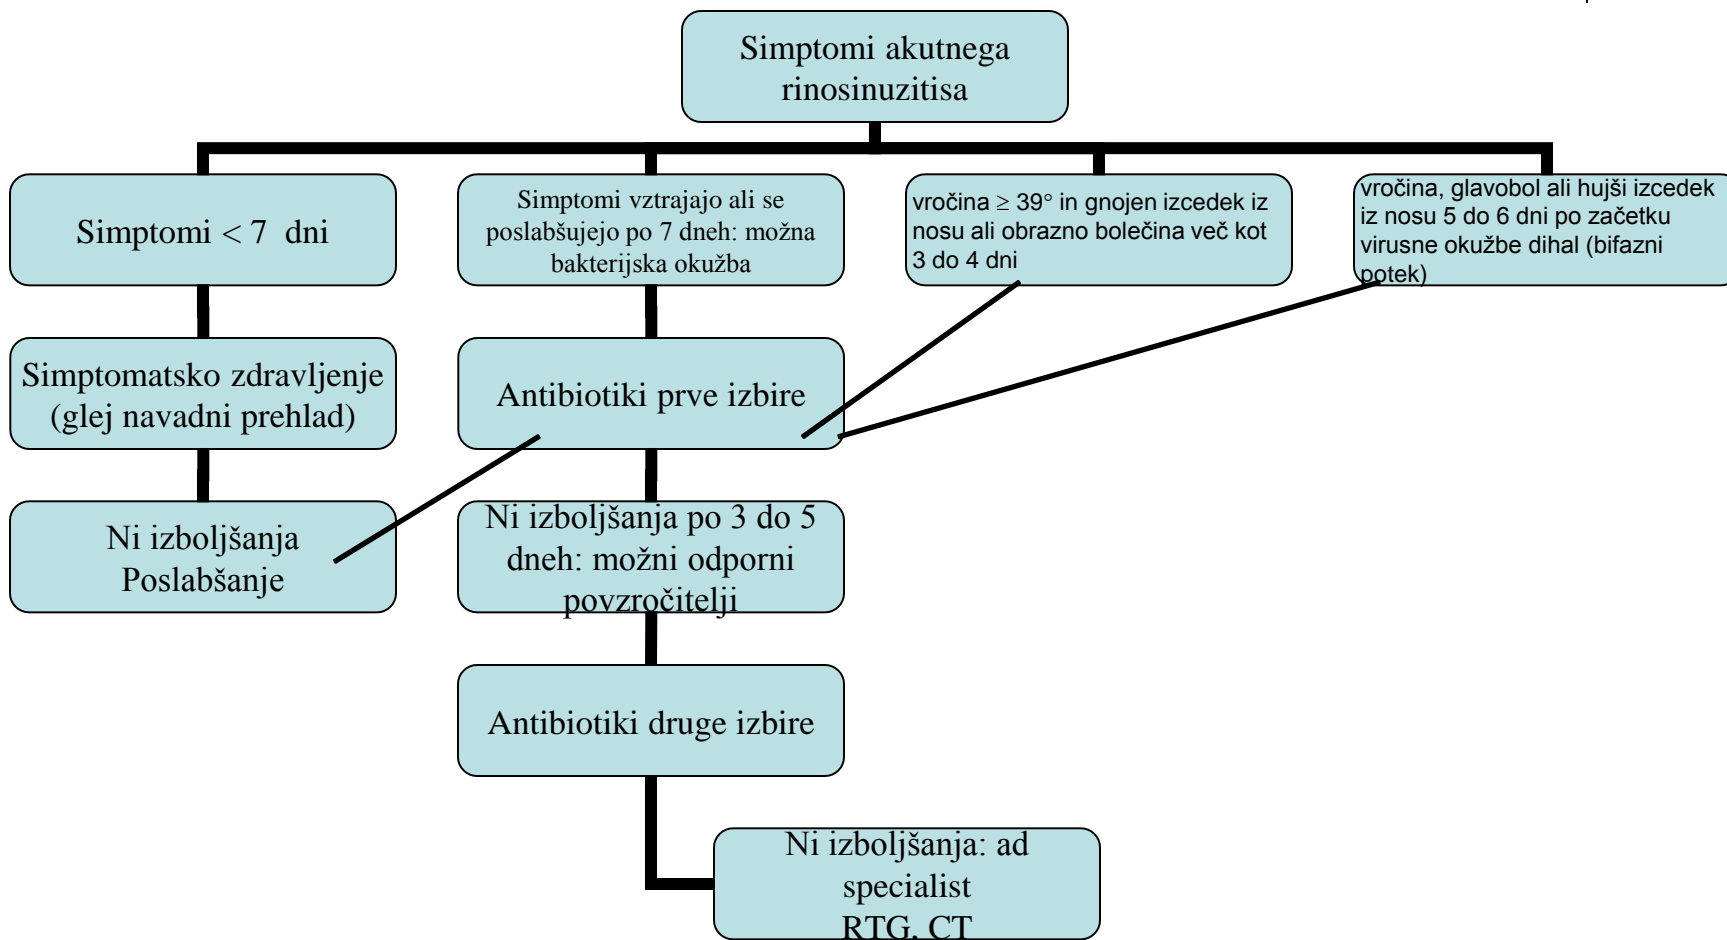 Simptomi akutnega
rinosinuzitisa
Simptomi < 7 dni
Simptomi vztrajajo ali se
poslabšujejo po 7 dneh: možna
bakterijska okužba
vročina ≥ 39° in gnojen izcedek iz
nosu ali obrazno bolečina več kot
3 do 4 dni
vročina, glavobol ali hujši izcedek
iz nosu 5 do 6 dni po začetku
virusne okužbe dihal (bifazni
potek)
Simptomatsko zdravljenje
(glej navadni prehlad)
Antibiotiki prve izbire
Ni izboljšanja
Poslabšanje
Ni izboljšanja po 3 do 5
dneh: možni odporni
povzročitelji
Antibiotiki druge izbire
Ni izboljšanja: ad
specialist
RTG, CT